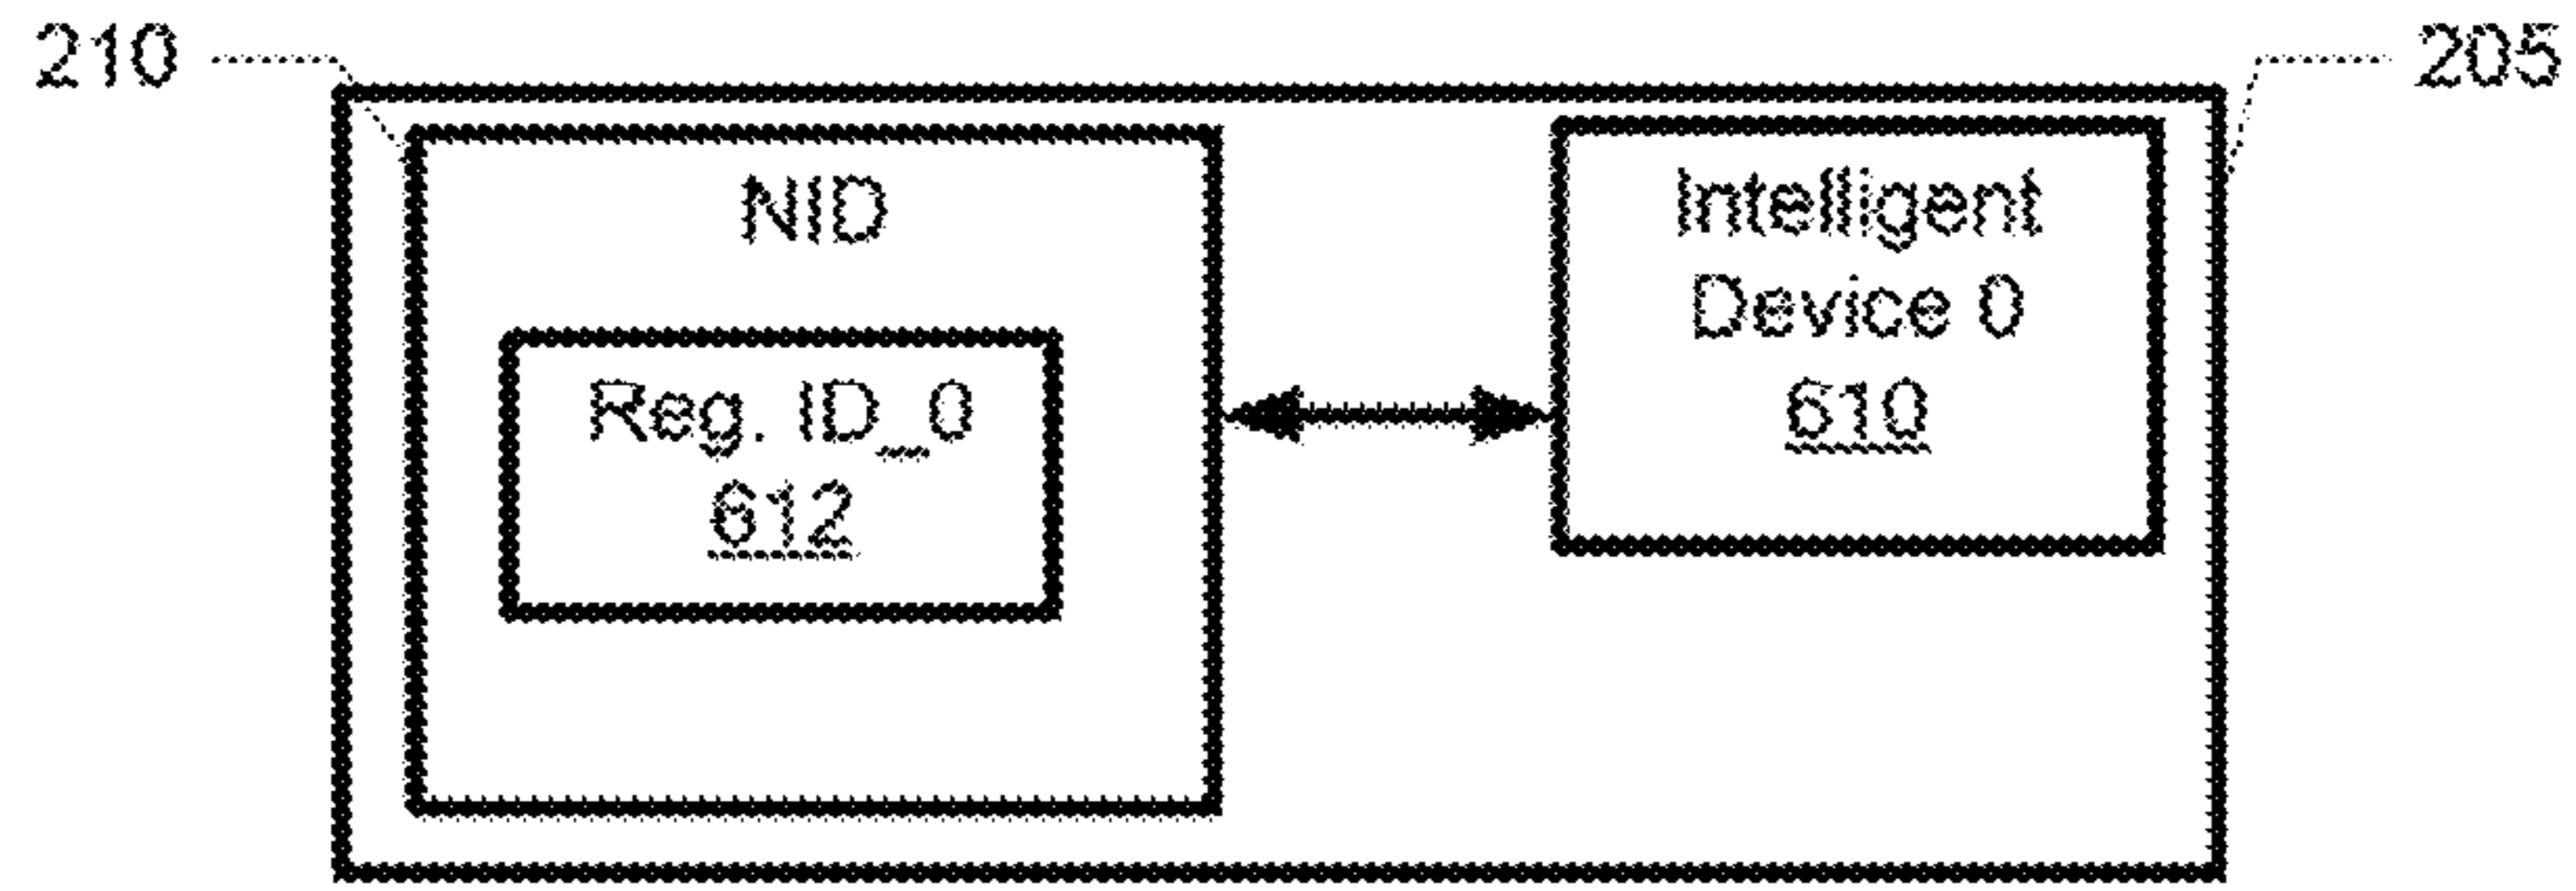 210
205
NID
Reg. ID_0
612
Intelligent
Device 0
610